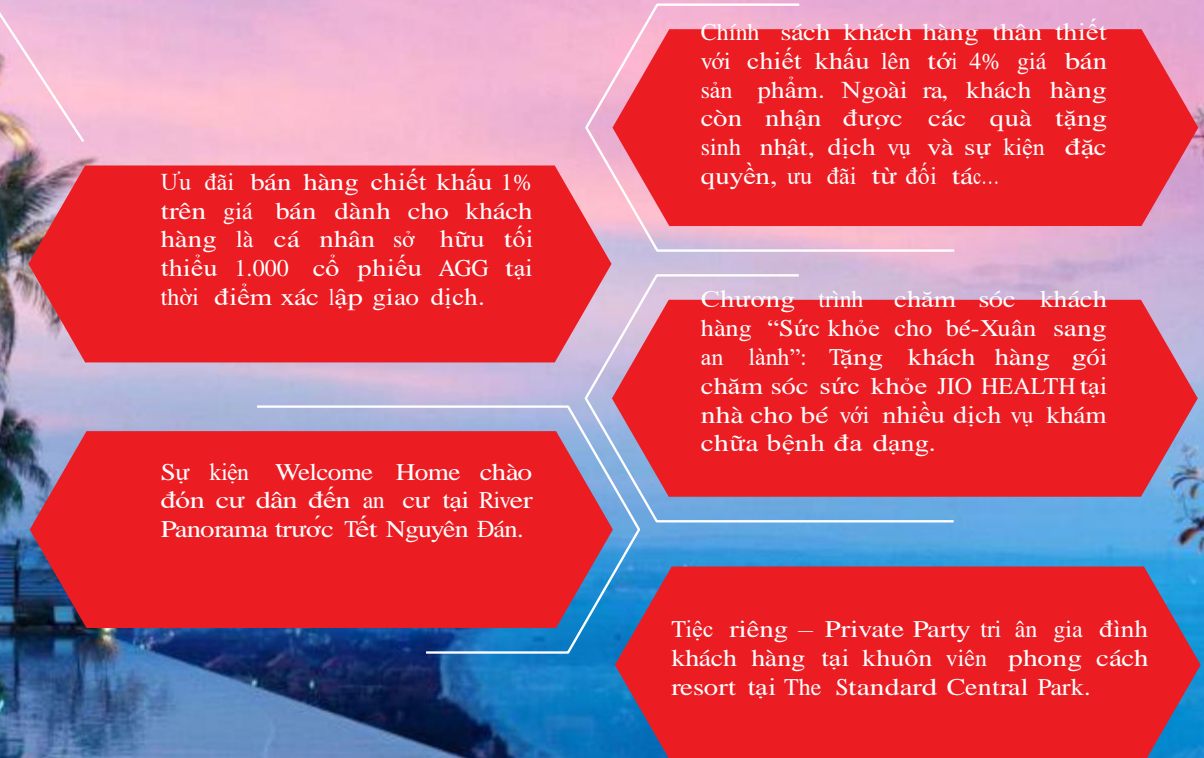 Ưu đãi bán hàng chiết khấu 1%
trên giá bán dành cho khách
hàng là cá nhân sở hữu tối
thiểu 1.000 cổ phiếu AGG tại
thời điểm xác lập giao dịch.
Sự kiện Welcome Home chào
đón cư dân đến an cư tại River
Panorama trước Tết Nguyên Đán.
Chính sách khách hàng thân thiết
với chiết khấu lên tới 4% giá bán
sản phẩm. Ngoài ra, khách hàng
còn nhận được các quà tặng
sinh nhật, dịch vụ và sự kiện đặc
quyền, ưu đãi từ đối tác...
Chương trình chăm sóc khách
hàng “Sức khỏe cho bé-Xuân sang
an lành”: Tặng khách hàng gói
chăm sóc sức khỏe JIO HEALTH tại
nhà cho bé với nhiều dịch vụ khám
chữa bệnh đa dạng.
Tiệc riêng – Private Party tri ân gia đình
khách hàng tại khuôn viên phong cách
resort tại The Standard Central Park.